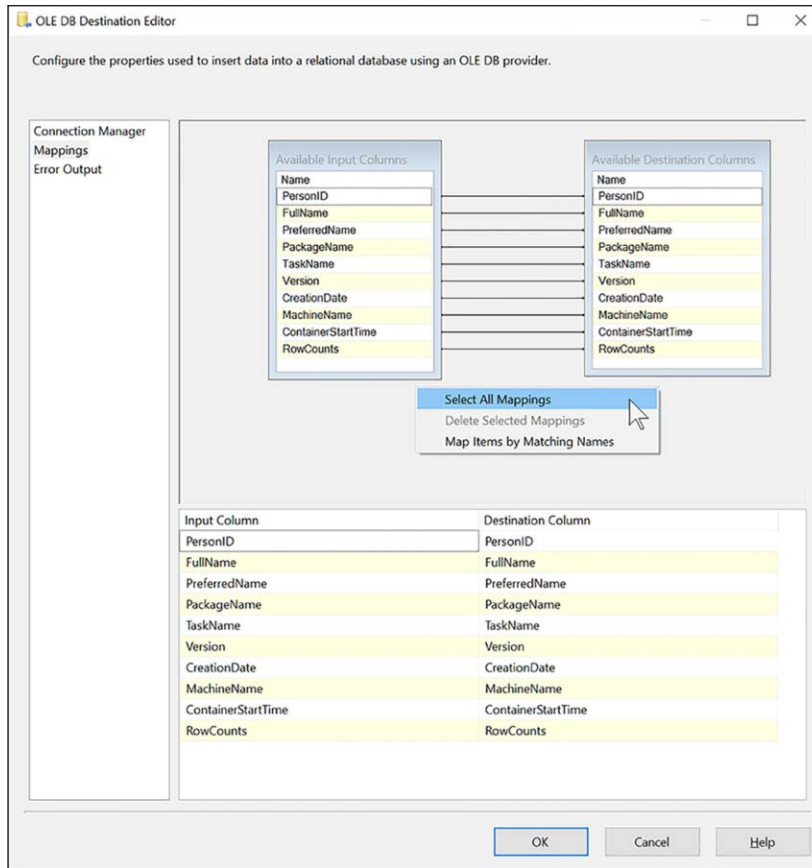 OLE DB Destination Editor
Configure the properties used to insert data into a relational database using an OLE DB provider.
Connection Manager
Mappings
Error Output
Available Input Columns
Name
PersonID
FullName
PreferredName
PackageName
TaskName
Version
CreationDate
MachineName
ContainerStartTime
RowCounts
Available Destination Columns
Name
PersonID
FullName
PreferredName
PackageName
TaskName
Version
CreationDate
MachineName
ContainerStartTime
RowCounts
Select All Mappings
Delete Selected Mappings
Map Items by Matching Names
Input Column Destination Column
PersonID PersonID
FullName FullName
PreferredName PreferredName
PackageName PackageName
TaskName TaskName
Version Version
CreationDate CreationDate
MachineName MachineName
ContainerStartTime ContainerStartTime
RowCounts RowCounts
OK Cancel Help